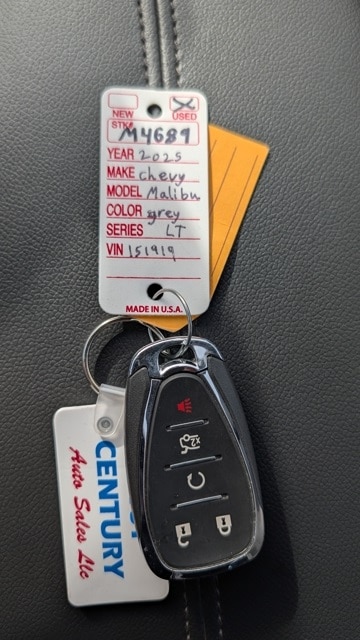 NEW USED
STK# M4689
YEAR 2025
MAKE chevy
MODEL Malibu
COLOR grey
SERIES LT
VIN 151919
MADE IN U.S.A.
x2
CENTURY
Auto Sales Llc